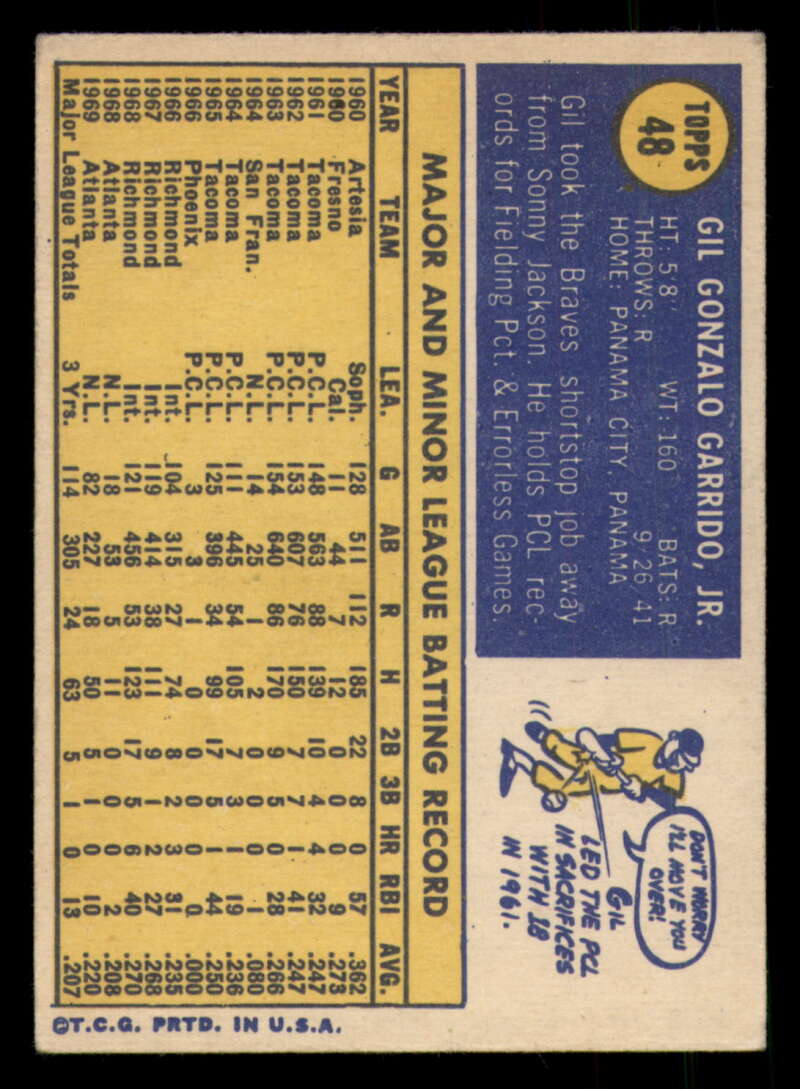 TOPPS
48
GIL GONZALO GARRIDO, JR.
HT: 5'8" WT: 160 BATS: R
THROWS: R 9/26/41
HOME: PANAMA CITY, PANAMA
Gil took the Braves shortstop job away
from Sonny Jackson. He holds PCL rec-
ords for Fielding Pct. & Errorless Games.
DON'T WORRY
I'LL MOVE YOU
OVER!
GIL
LED THE PCL
IN SACRIFICES
WITH 18
IN 1961.
MAJOR AND MINOR LEAGUE BATTING RECORD
YEAR TEAM LEA. G AB R H 2B 3B HR RBI AVG.
1960 Artesia Soph. 128 511 112 185 22 8 0 57 .362
1960 Fresno Cal. 11 44 7 12 0 0 0 9 .273
1961 Tacoma P.C.L. 148 563 88 139 10 4 4 32 .247
1962 Tacoma P.C.L. 153 607 76 150 7 7 1 41 .247
1963 Tacoma P.C.L. 154 640 86 170 9 5 0 28 .266
1964 San Fran. N.L. 14 25 1 2 0 0 0 1 .080
1964 Tacoma P.C.L. 111 445 54 105 7 3 1 19 .236
1965 Tacoma P.C.L. 125 396 34 99 17 5 1 44 .250
1966 Phoenix P.C.L. 3 3 1 0 0 0 0 0 .000
1966 Richmond Int. 104 315 27 74 8 2 3 31 .235
1967 Richmond Int. 119 414 38 111 9 1 2 27 .268
1968 Richmond Int. 121 456 53 123 17 5 6 40 .270
1968 Atlanta N.L. 18 53 5 11 0 0 0 2 .208
1969 Atlanta N.L. 82 227 18 50 5 1 0 10 .220
Major League Totals 3 Yrs. 114 305 24 63 5 1 0 13 .207
©T.C.G. PRTD. IN U.S.A.